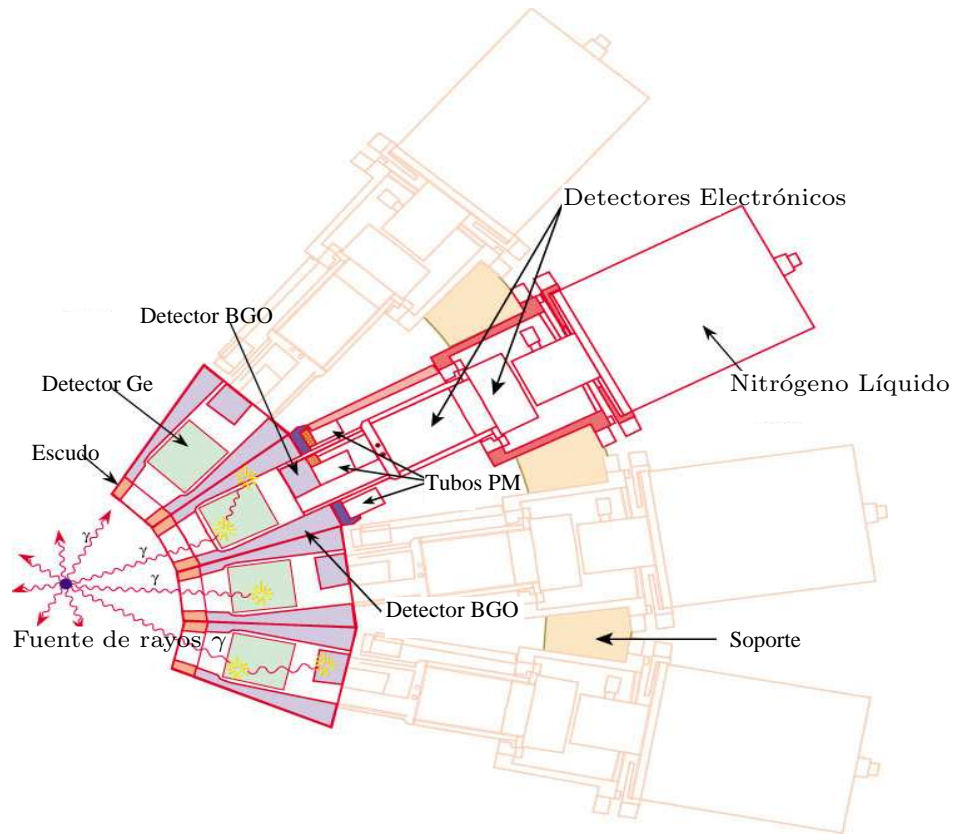 Detectores Electrónicos
Detector BGO
Detector Ge
Nitrógeno Líquido
Escudo
Tubos PM
γ
γ
γ
Detector BGO
Fuente de rayos γ
Soporte